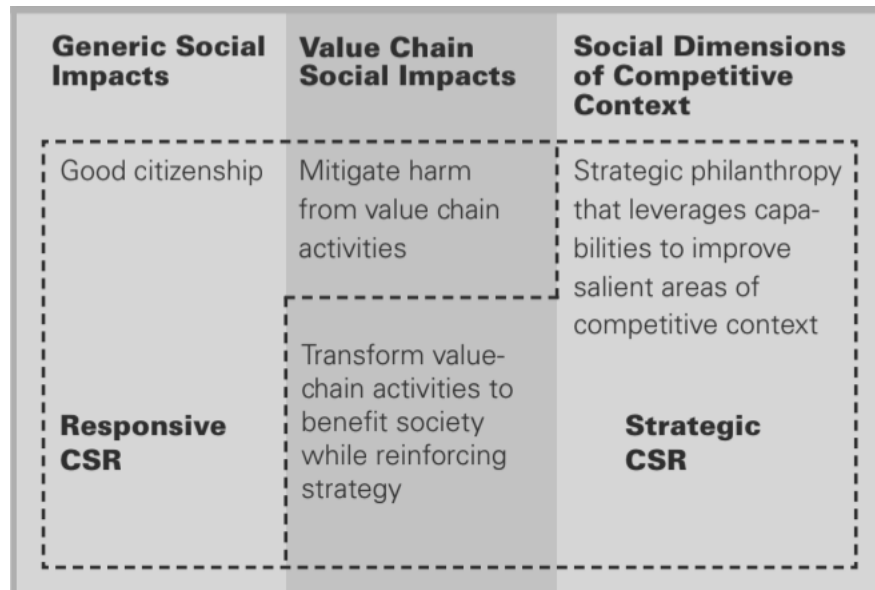 Generic Social
Impacts
Value Chain
Social Impacts
Social Dimensions
of Competitive
Context
Good citizenship
Mitigate harm
from value chain
activities
Strategic philanthropy
that leverages capa-
bilities to improve
salient areas of
competitive context
Transform value-
chain activities to
benefit society
while reinforcing
strategy
Responsive
CSR
Strategic
CSR